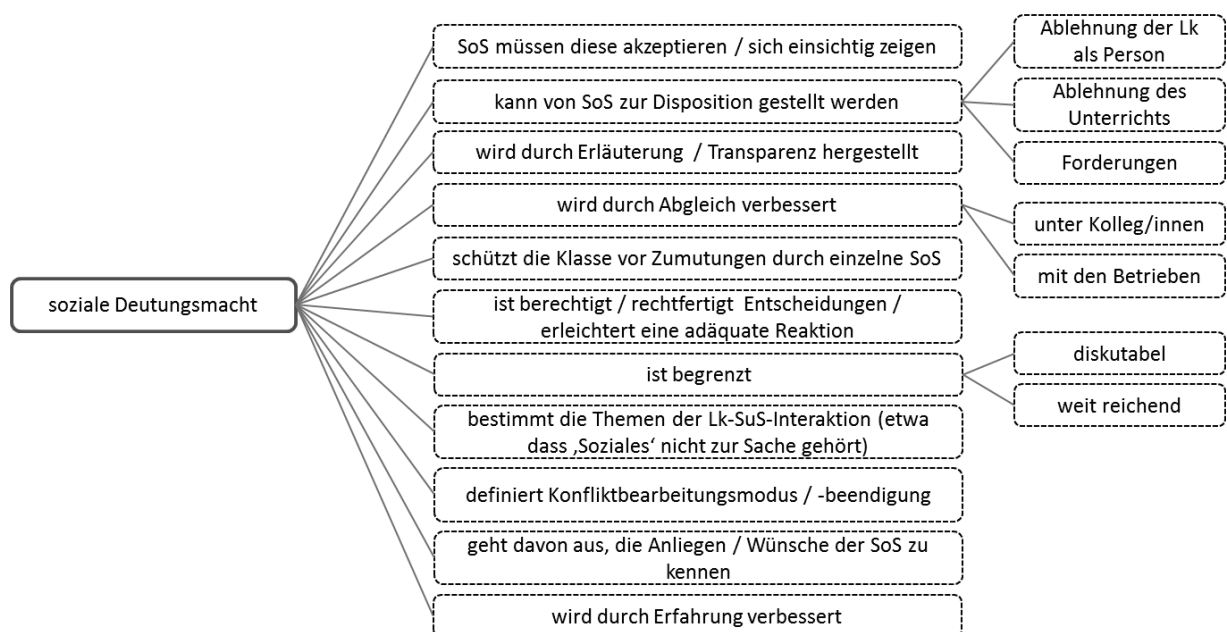 soziale Deutungsmacht
SoS müssen diese akzeptieren / sich einsichtig zeigen
kann von SoS zur Disposition gestellt werden
Ablehnung der Lk
als Person
Ablehnung des
Unterrichts
Forderungen
wird durch Erläuterung / Transparenz hergestellt
wird durch Abgleich verbessert
unter Kolleg/innen
mit den Betrieben
schützt die Klasse vor Zumutungen durch einzelne SoS
ist berechtigt / rechtfertigt Entscheidungen /
erleichtert eine adäquate Reaktion
ist begrenzt
diskutabel
weit reichend
bestimmt die Themen der Lk-SuS-Interaktion (etwa
dass ‚Soziales‘ nicht zur Sache gehört)
definiert Konfliktbearbeitungsmodus / -beendigung
geht davon aus, die Anliegen / Wünsche der SoS zu
kennen
wird durch Erfahrung verbessert